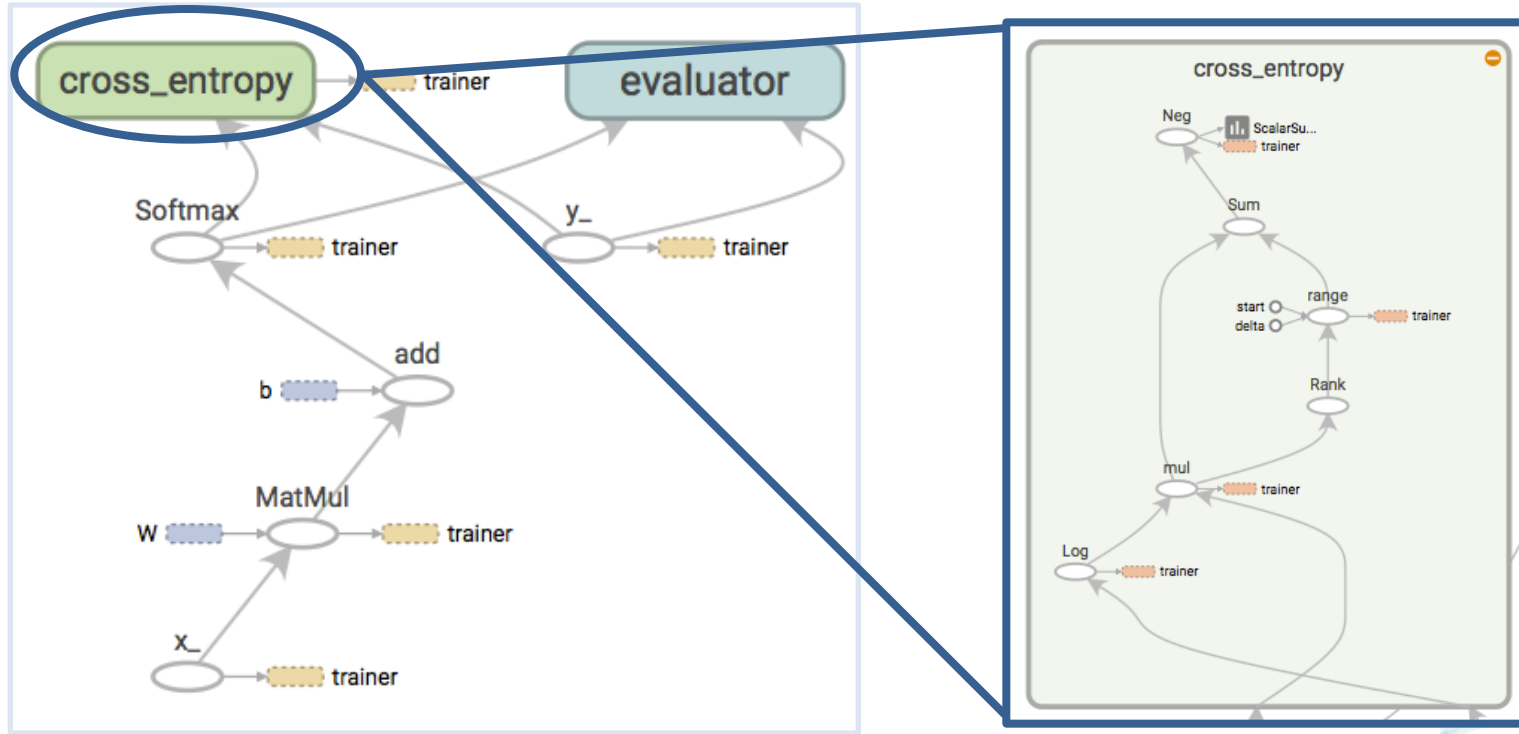 cross_entropy
trainer
evaluator
Softmax
trainer
y_
trainer
add
b
MatMul
W
trainer
x_
trainer
cross_entropy
Neg
ScalarSu...
trainer
Sum
range
start
delta
trainer
Rank
mul
trainer
Log
trainer